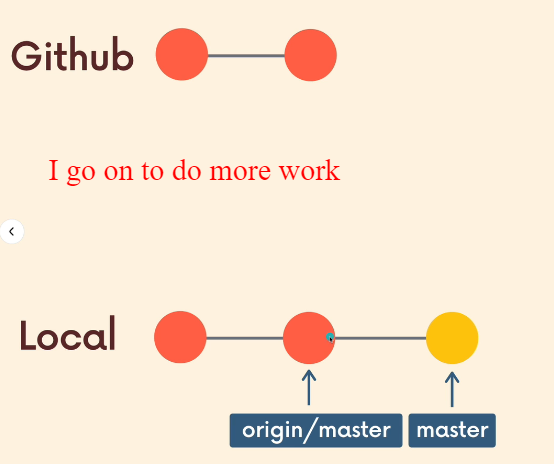 Github
I go on to do more work
Local
origin/master master